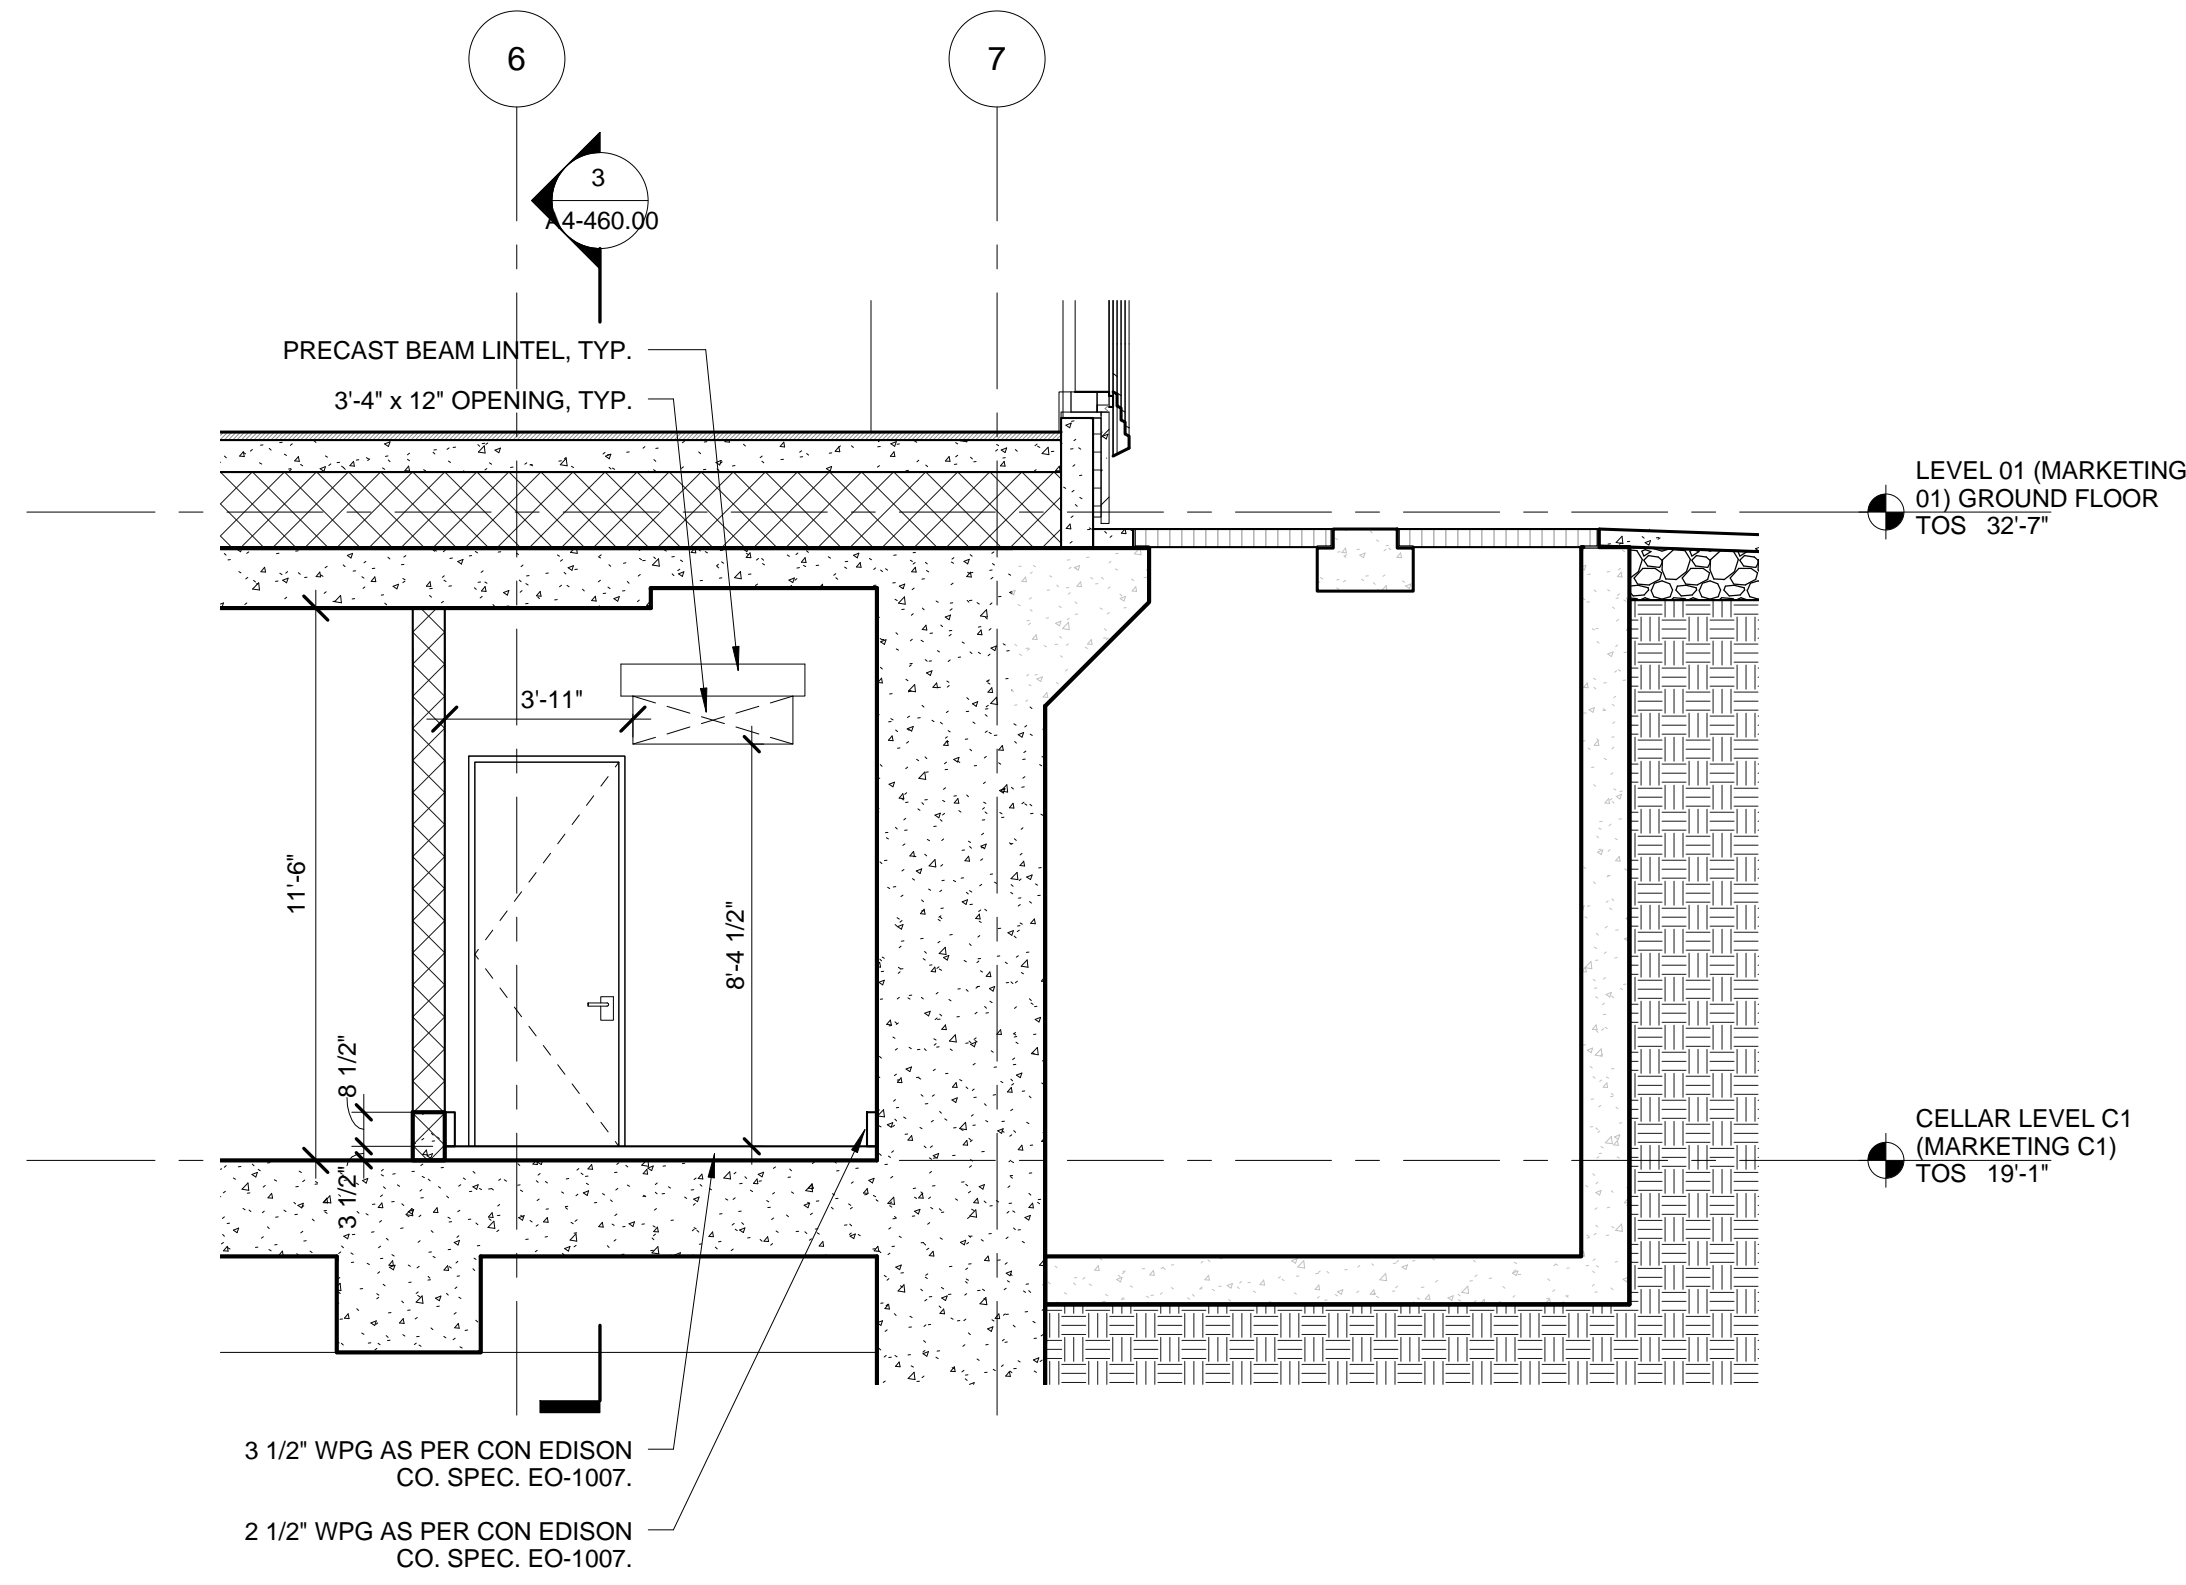 6
7
3
A4-460.00
PRECAST BEAM LINTEL, TYP.
3'-4" x 12" OPENING, TYP.
LEVEL 01 (MARKETING
01) GROUND FLOOR
TOS 32'-7"
3'-11"
11'-6"
8'-4 1/2"
8 1/2"
3 1/2"
CELLAR LEVEL C1
(MARKETING C1)
TOS 19'-1"
3 1/2" WPG AS PER CON EDISON
CO. SPEC. EO-1007.
2 1/2" WPG AS PER CON EDISON
CO. SPEC. EO-1007.